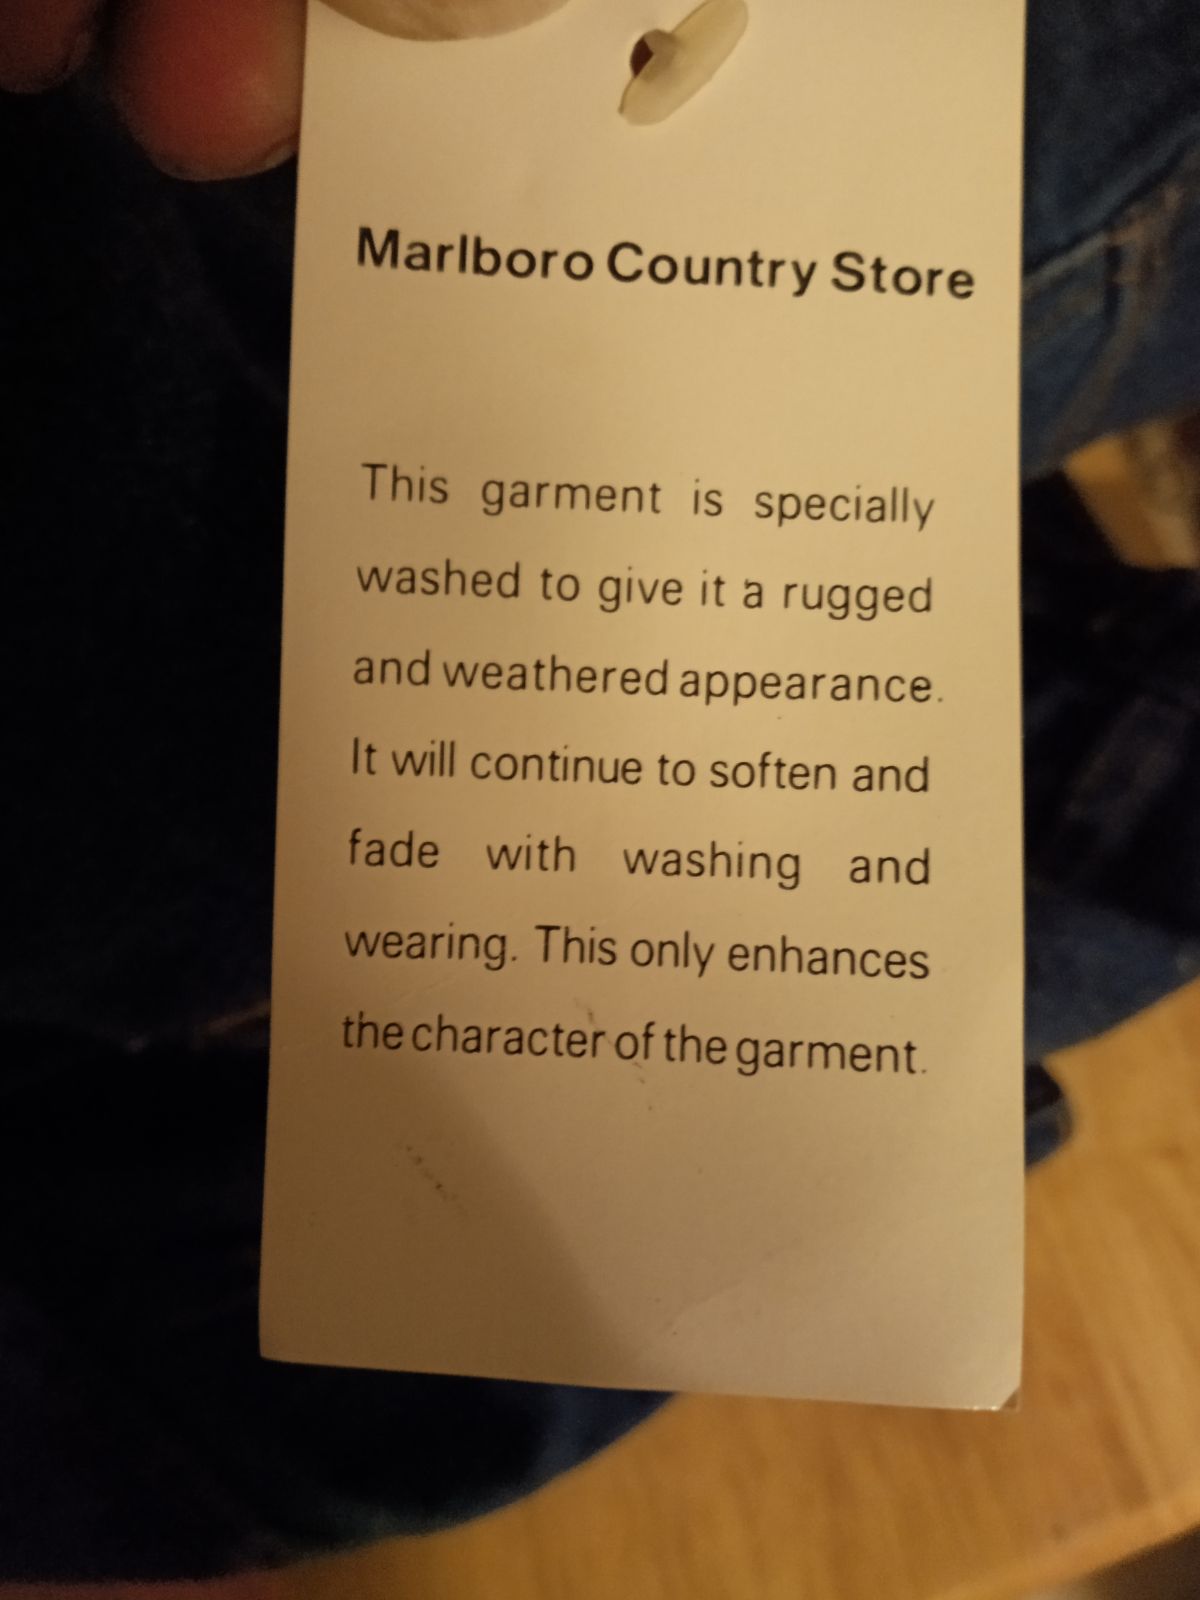 Marlboro Country Store
This garment is specially
washed to give it a rugged
and weathered appearance.
It will continue to soften and
fade with washing and
wearing. This only enhances
the character of the garment.